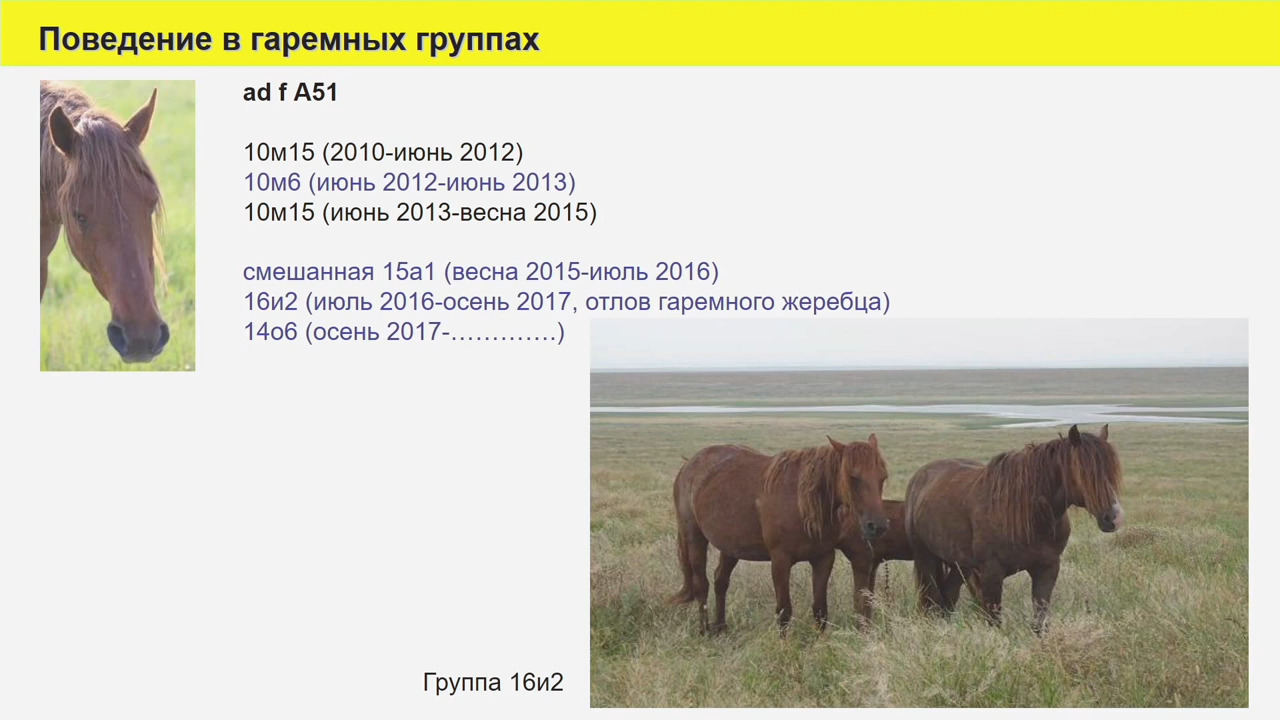 Поведение в гаремных группах
ad f A51
10м15 (2010-июнь 2012)
10м6 (июнь 2012-июнь 2013)
10м15 (июнь 2013-весна 2015)
смешанная 15а1 (весна 2015-июль 2016)
16и2 (июль 2016-осень 2017, отлов гаремного жеребца)
14о6 (осень 2017-………….)
Группа 16и2